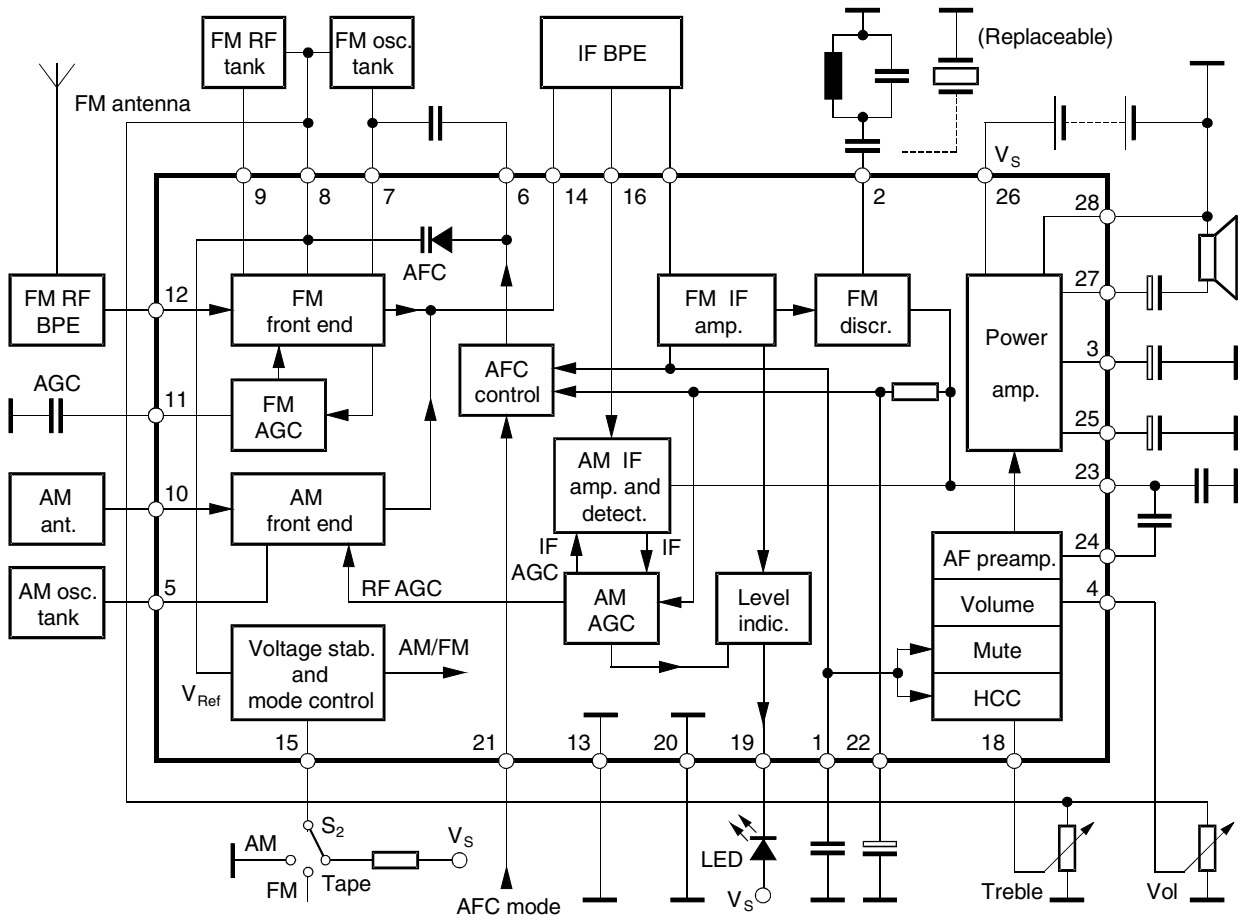 FM RF
tank
FM osc.
tank
IF BPE
(Replaceable)
FM antenna
V_S
9
8
7
6
14
16
2
26
28
AFC
FM RF
BPE
12
FM
front end
FM IF
amp.
FM
discr.
Power
amp.
27
3
AFC
control
AGC
11
FM
AGC
25
23
AM
ant.
10
AM
front end
AM IF
amp. and
detect.
IF
AGC
IF
24
AF preamp.
AM osc.
tank
5
RF AGC
AM
AGC
Level
indic.
4
Volume
Mute
HCC
Voltage stab.
and
mode control
AM/FM
V_Ref
15
21
13
20
19
1
22
18
S_2
AM
FM
Tape
V_S
AFC mode
LED
V_S
Treble
Vol